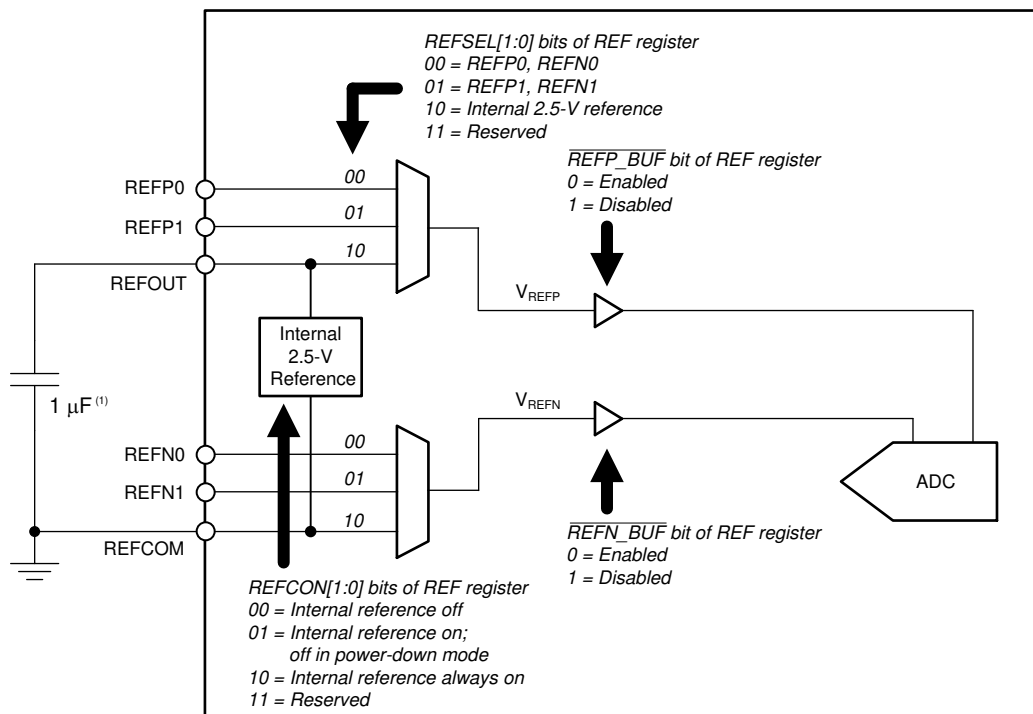 REFSEL[1:0] bits of REF register
00 = REFP0, REFN0
01 = REFP1, REFN1
10 = Internal 2.5-V reference
11 = Reserved
REFP_BUF bit of REF register
0 = Enabled
1 = Disabled
REFP0
00
REFP1
01
REFOUT
10
VREFP
Internal
2.5-V
Reference
1 μF (1)
VREFN
REFN0
00
REFN1
01
REFCOM
10
ADC
REFN_BUF bit of REF register
0 = Enabled
1 = Disabled
REFCON[1:0] bits of REF register
00 = Internal reference off
01 = Internal reference on;
off in power-down mode
10 = Internal reference always on
11 = Reserved